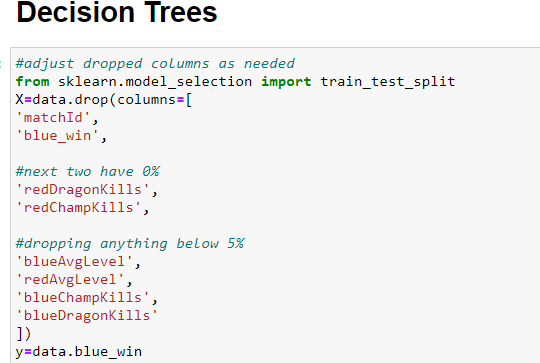 Decision Trees
#adjust dropped columns as needed
from sklearn.model_selection import train_test_split
X=data.drop(columns=[
'matchId',
'blue_win',
#next two have 0%
'redDragonKills',
'redChampKills',
#dropping anything below 5%
'blueAvgLevel',
'redAvgLevel',
'blueChampKills',
'blueDragonKills'
])
y=data.blue_win